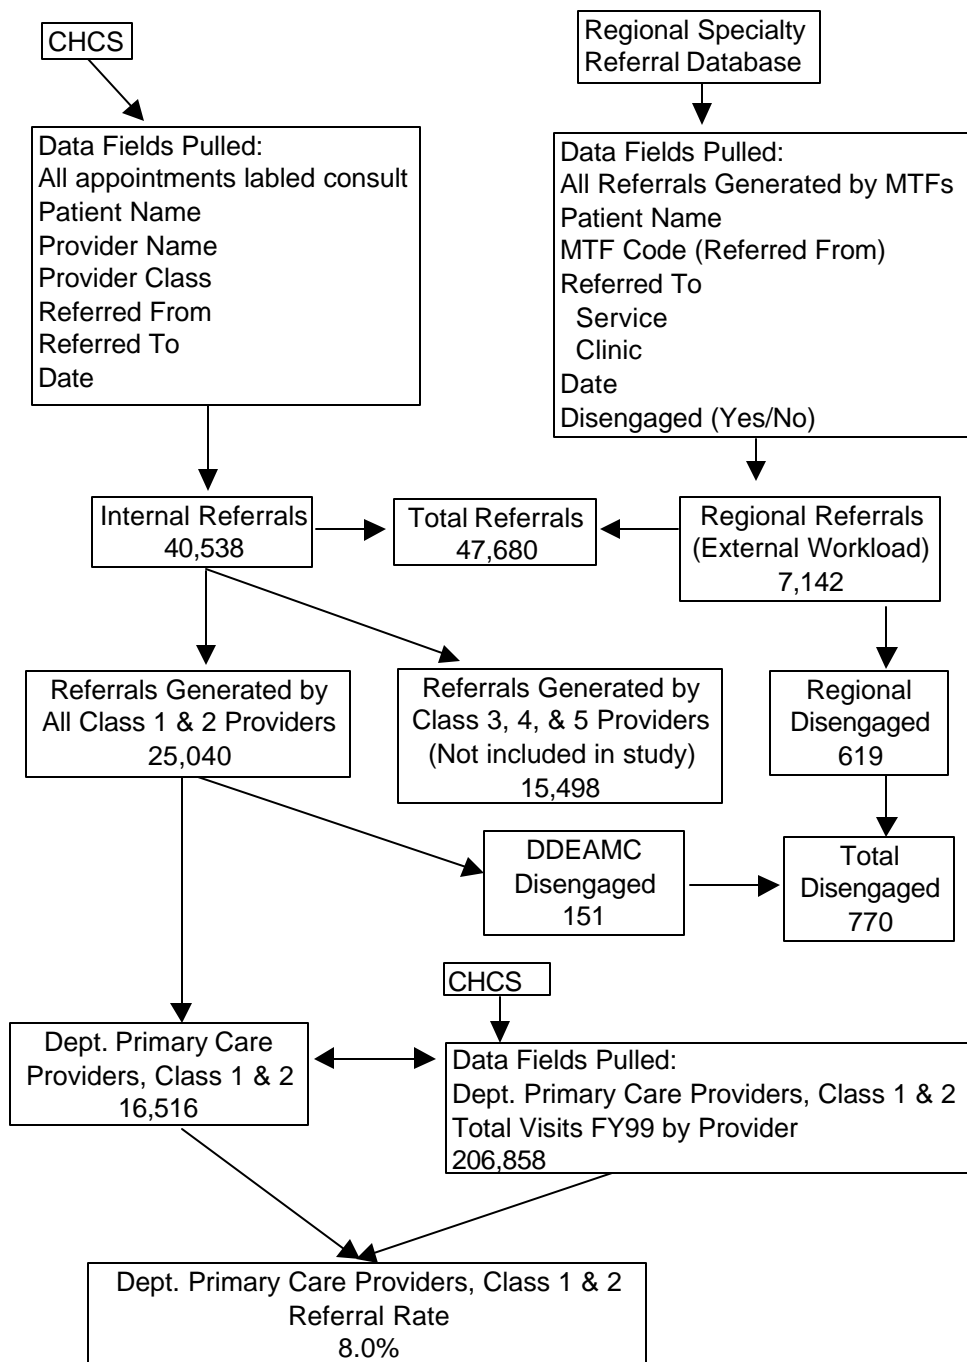 CHCS
Regional Specialty
Referral Database
Data Fields Pulled:
All appointments labled consult
Patient Name
Provider Name
Provider Class
Referred From
Referred To
Date
Data Fields Pulled:
All Referrals Generated by MTFs
Patient Name
MTF Code (Referred From)
Referred To
Service
Clinic
Date
Disengaged (Yes/No)
Internal Referrals
40,538
Total Referrals
47,680
Regional Referrals
(External Workload)
7,142
Referrals Generated by
All Class 1 & 2 Providers
25,040
Referrals Generated by
Class 3, 4, & 5 Providers
(Not included in study)
15,498
Regional
Disengaged
619
DDEAMC
Disengaged
151
Total
Disengaged
770
CHCS
Dept. Primary Care
Providers, Class 1 & 2
16,516
Data Fields Pulled:
Dept. Primary Care Providers, Class 1 & 2
Total Visits FY99 by Provider
206,858
Dept. Primary Care Providers, Class 1 & 2
Referral Rate
8.0%